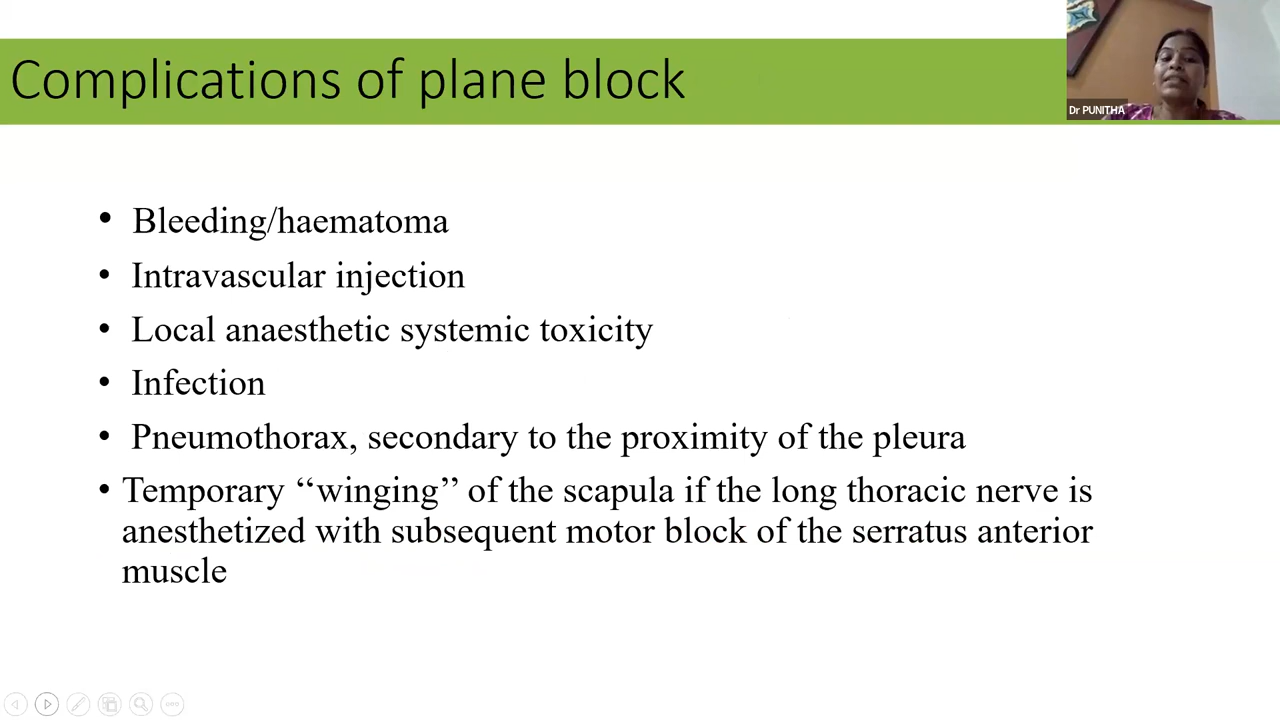 Complications of plane block
Dr PUNITHA
• Bleeding/haematoma
• Intravascular injection
• Local anaesthetic systemic toxicity
• Infection
• Pneumothorax, secondary to the proximity of the pleura
• Temporary ‘‘winging’’ of the scapula if the long thoracic nerve is
anesthetized with subsequent motor block of the serratus anterior
muscle